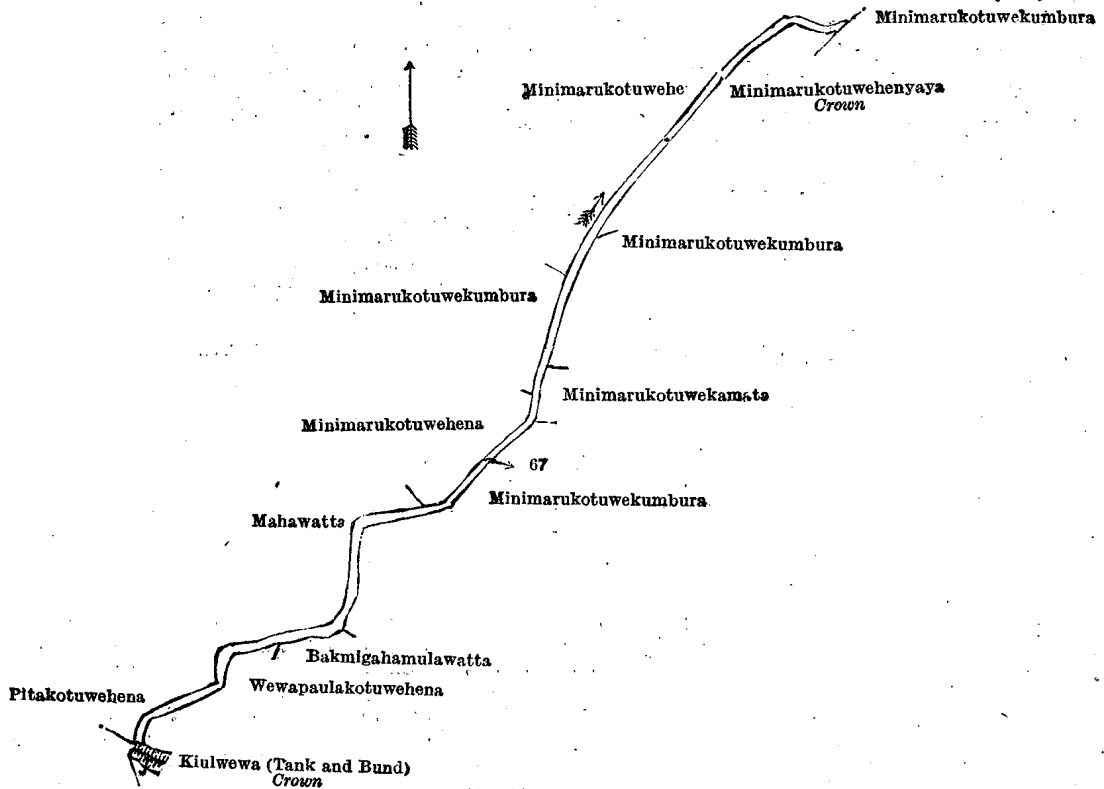 Minimarukotuwekumbura
Minimarukotuwehe
Minimarukotuwehenyaya
Crown
Minimarukotuwekumbura
Minimarukotuwekumbura
Minimarukotuwekamata
Minimarukotuwehena
67
Minimarukotuwekumbura
Mahawatta
Bakmigahamulawatta
Wewapaulakotuwehena
Pitakotuwehena
Kiulwewa (Tank and Bund)
Crown